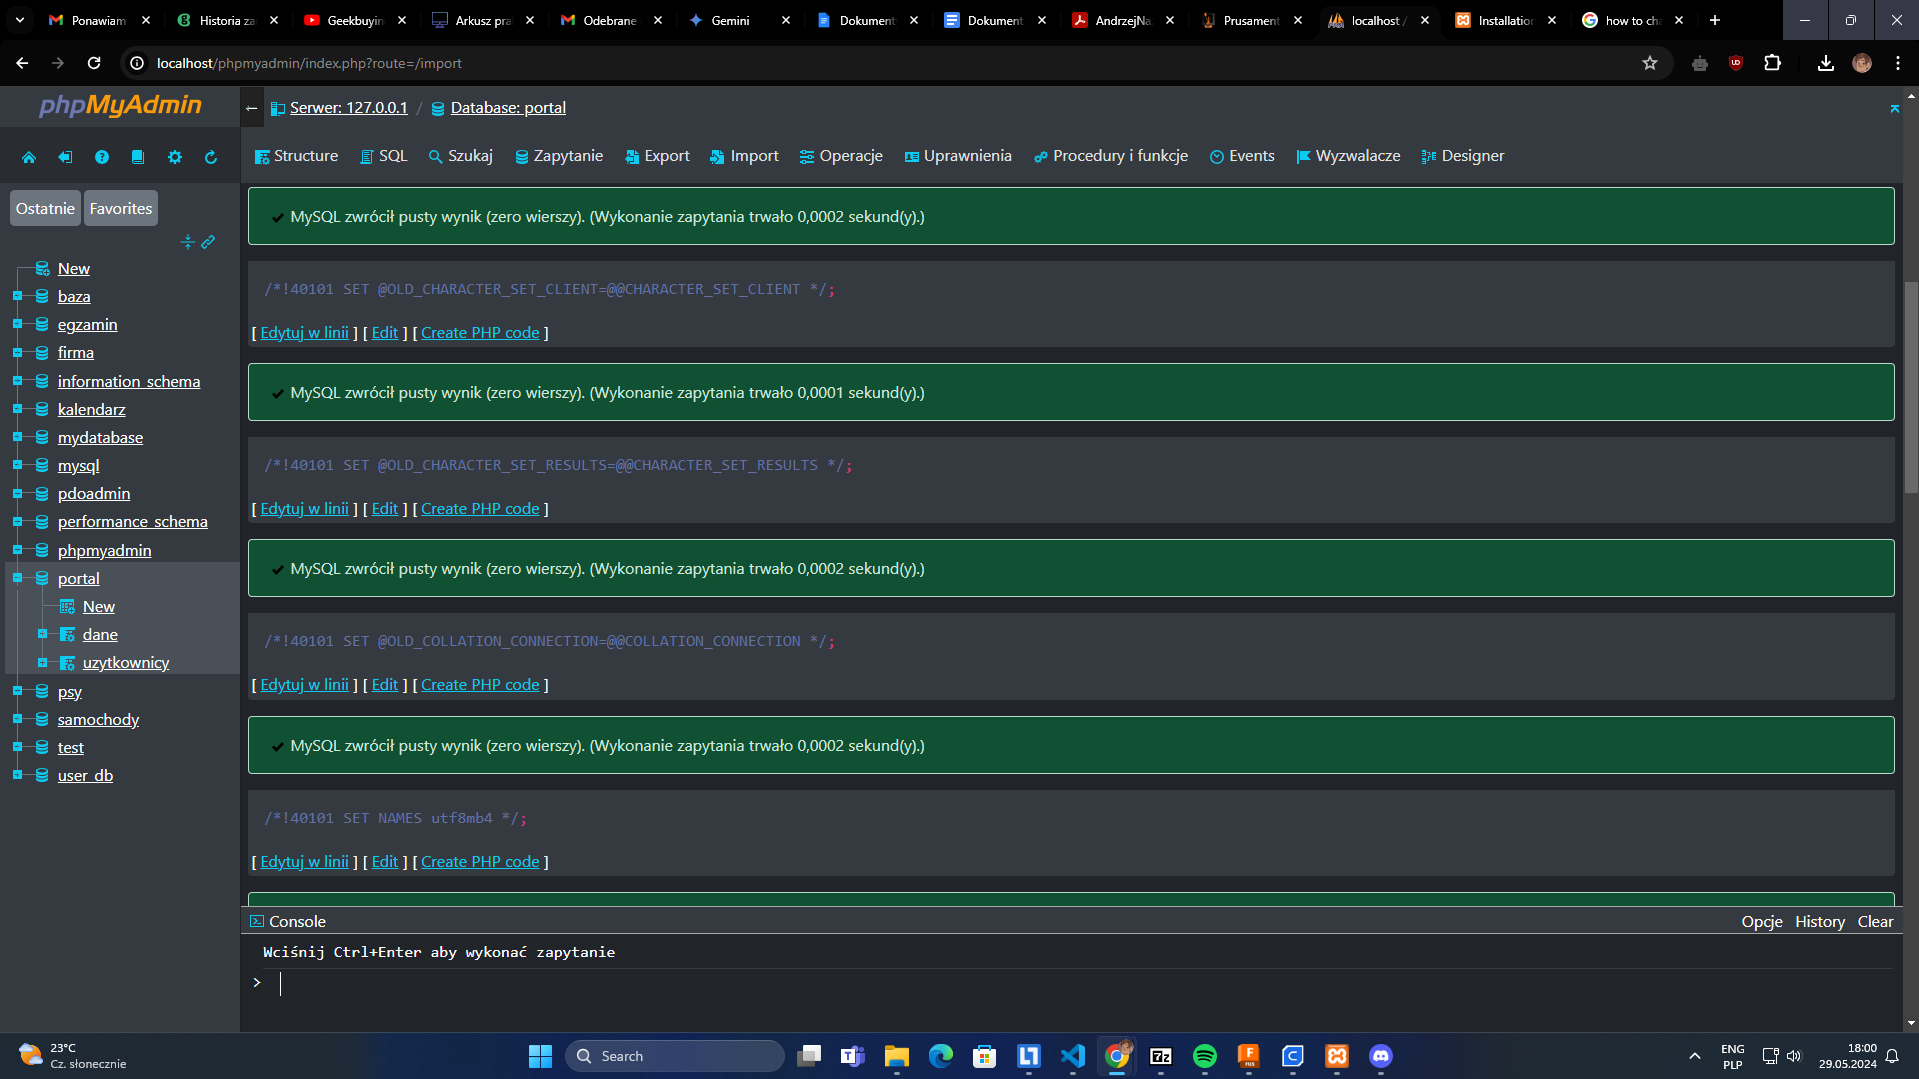 Ponawiam
Historia za
Geekbuyin
Arkusz pra
Odebrane
Gemini
Dokument
Dokument
AndrzejNa
Prusament
localhost /
Installation
how to cha
localhost/phpmyadmin/index.php?route=/import
phpMyAdmin
Serwer: 127.0.0.1 / Database: portal
Structure SQL Szukaj Zapytanie Export Import Operacje Uprawnienia Procedury i funkcje Events Wyzwalacze Designer
Ostatnie Favorites
New
baza
egzamin
firma
information_schema
kalendarz
mydatabase
mysql
pdoadmin
performance_schema
phpmyadmin
portal
New
dane
uzytkownicy
psy
samochody
test
user_db
MySQL zwrócił pusty wynik (zero wierszy). (Wykonanie zapytania trwało 0,0002 sekund(y).)
/*!40101 SET @OLD_CHARACTER_SET_CLIENT=@@CHARACTER_SET_CLIENT */;
[ Edytuj w linii ] [ Edit ] [ Create PHP code ]
MySQL zwrócił pusty wynik (zero wierszy). (Wykonanie zapytania trwało 0,0001 sekund(y).)
/*!40101 SET @OLD_CHARACTER_SET_RESULTS=@@CHARACTER_SET_RESULTS */;
[ Edytuj w linii ] [ Edit ] [ Create PHP code ]
MySQL zwrócił pusty wynik (zero wierszy). (Wykonanie zapytania trwało 0,0002 sekund(y).)
/*!40101 SET @OLD_COLLATION_CONNECTION=@@COLLATION_CONNECTION */;
[ Edytuj w linii ] [ Edit ] [ Create PHP code ]
MySQL zwrócił pusty wynik (zero wierszy). (Wykonanie zapytania trwało 0,0002 sekund(y).)
/*!40101 SET NAMES utf8mb4 */;
[ Edytuj w linii ] [ Edit ] [ Create PHP code ]
Console Opcje History Clear
Wciśnij Ctrl+Enter aby wykonać zapytanie
>
23°C
Cz. słonecznie
Search
ENG
PLP
18:00
29.05.2024